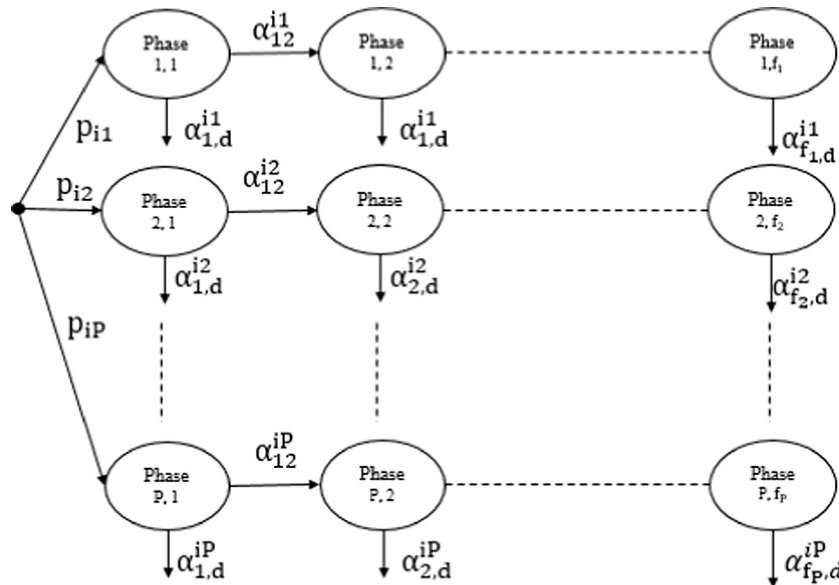 Phase
1, 1
α₁₂ⁱ¹
Phase
1, 2
Phase
1,f₁
pᵢ₁
α₁,dⁱ¹
α₁,dⁱ¹
αf₁,dⁱ¹
pᵢ₂
Phase
2, 1
α₁₂ⁱ²
Phase
2, 2
Phase
2, f₂
α₁,dⁱ²
α₂,dⁱ²
αf₂,dⁱ²
pᵢP
Phase
P, 1
α₁₂ⁱᴾ
Phase
P, 2
Phase
P, fₚ
α₁,dⁱᴾ
α₂,dⁱᴾ
αfₚ,dⁱᴾ